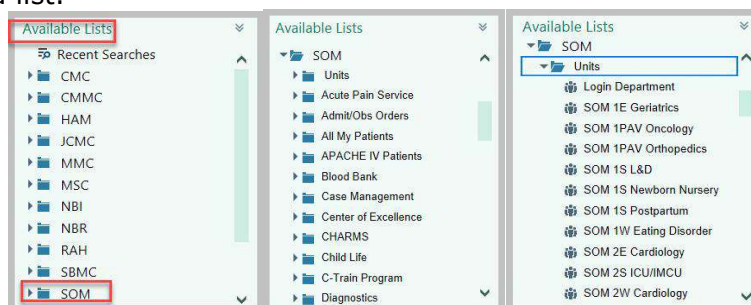 Available Lists
Recent Searches
CMC
CMMC
HAM
JCMC
MMC
MSC
NBI
NBR
RAH
SBMC
SOM
Available Lists
SOM
Units
Acute Pain Service
Admit/Obs Orders
All My Patients
APACHE IV Patients
Blood Bank
Case Management
Center of Excellence
CHARMS
Child Life
C-Train Program
Diagnostics
Available Lists
SOM
Units
Login Department
SOM 1E Geriatrics
SOM 1PAV Oncology
SOM 1PAV Orthopedics
SOM 1S L&D
SOM 1S Newborn Nursery
SOM 1S Postpartum
SOM 1W Eating Disorder
SOM 2E Cardiology
SOM 2S ICU/IMCU
SOM 2W Cardiology